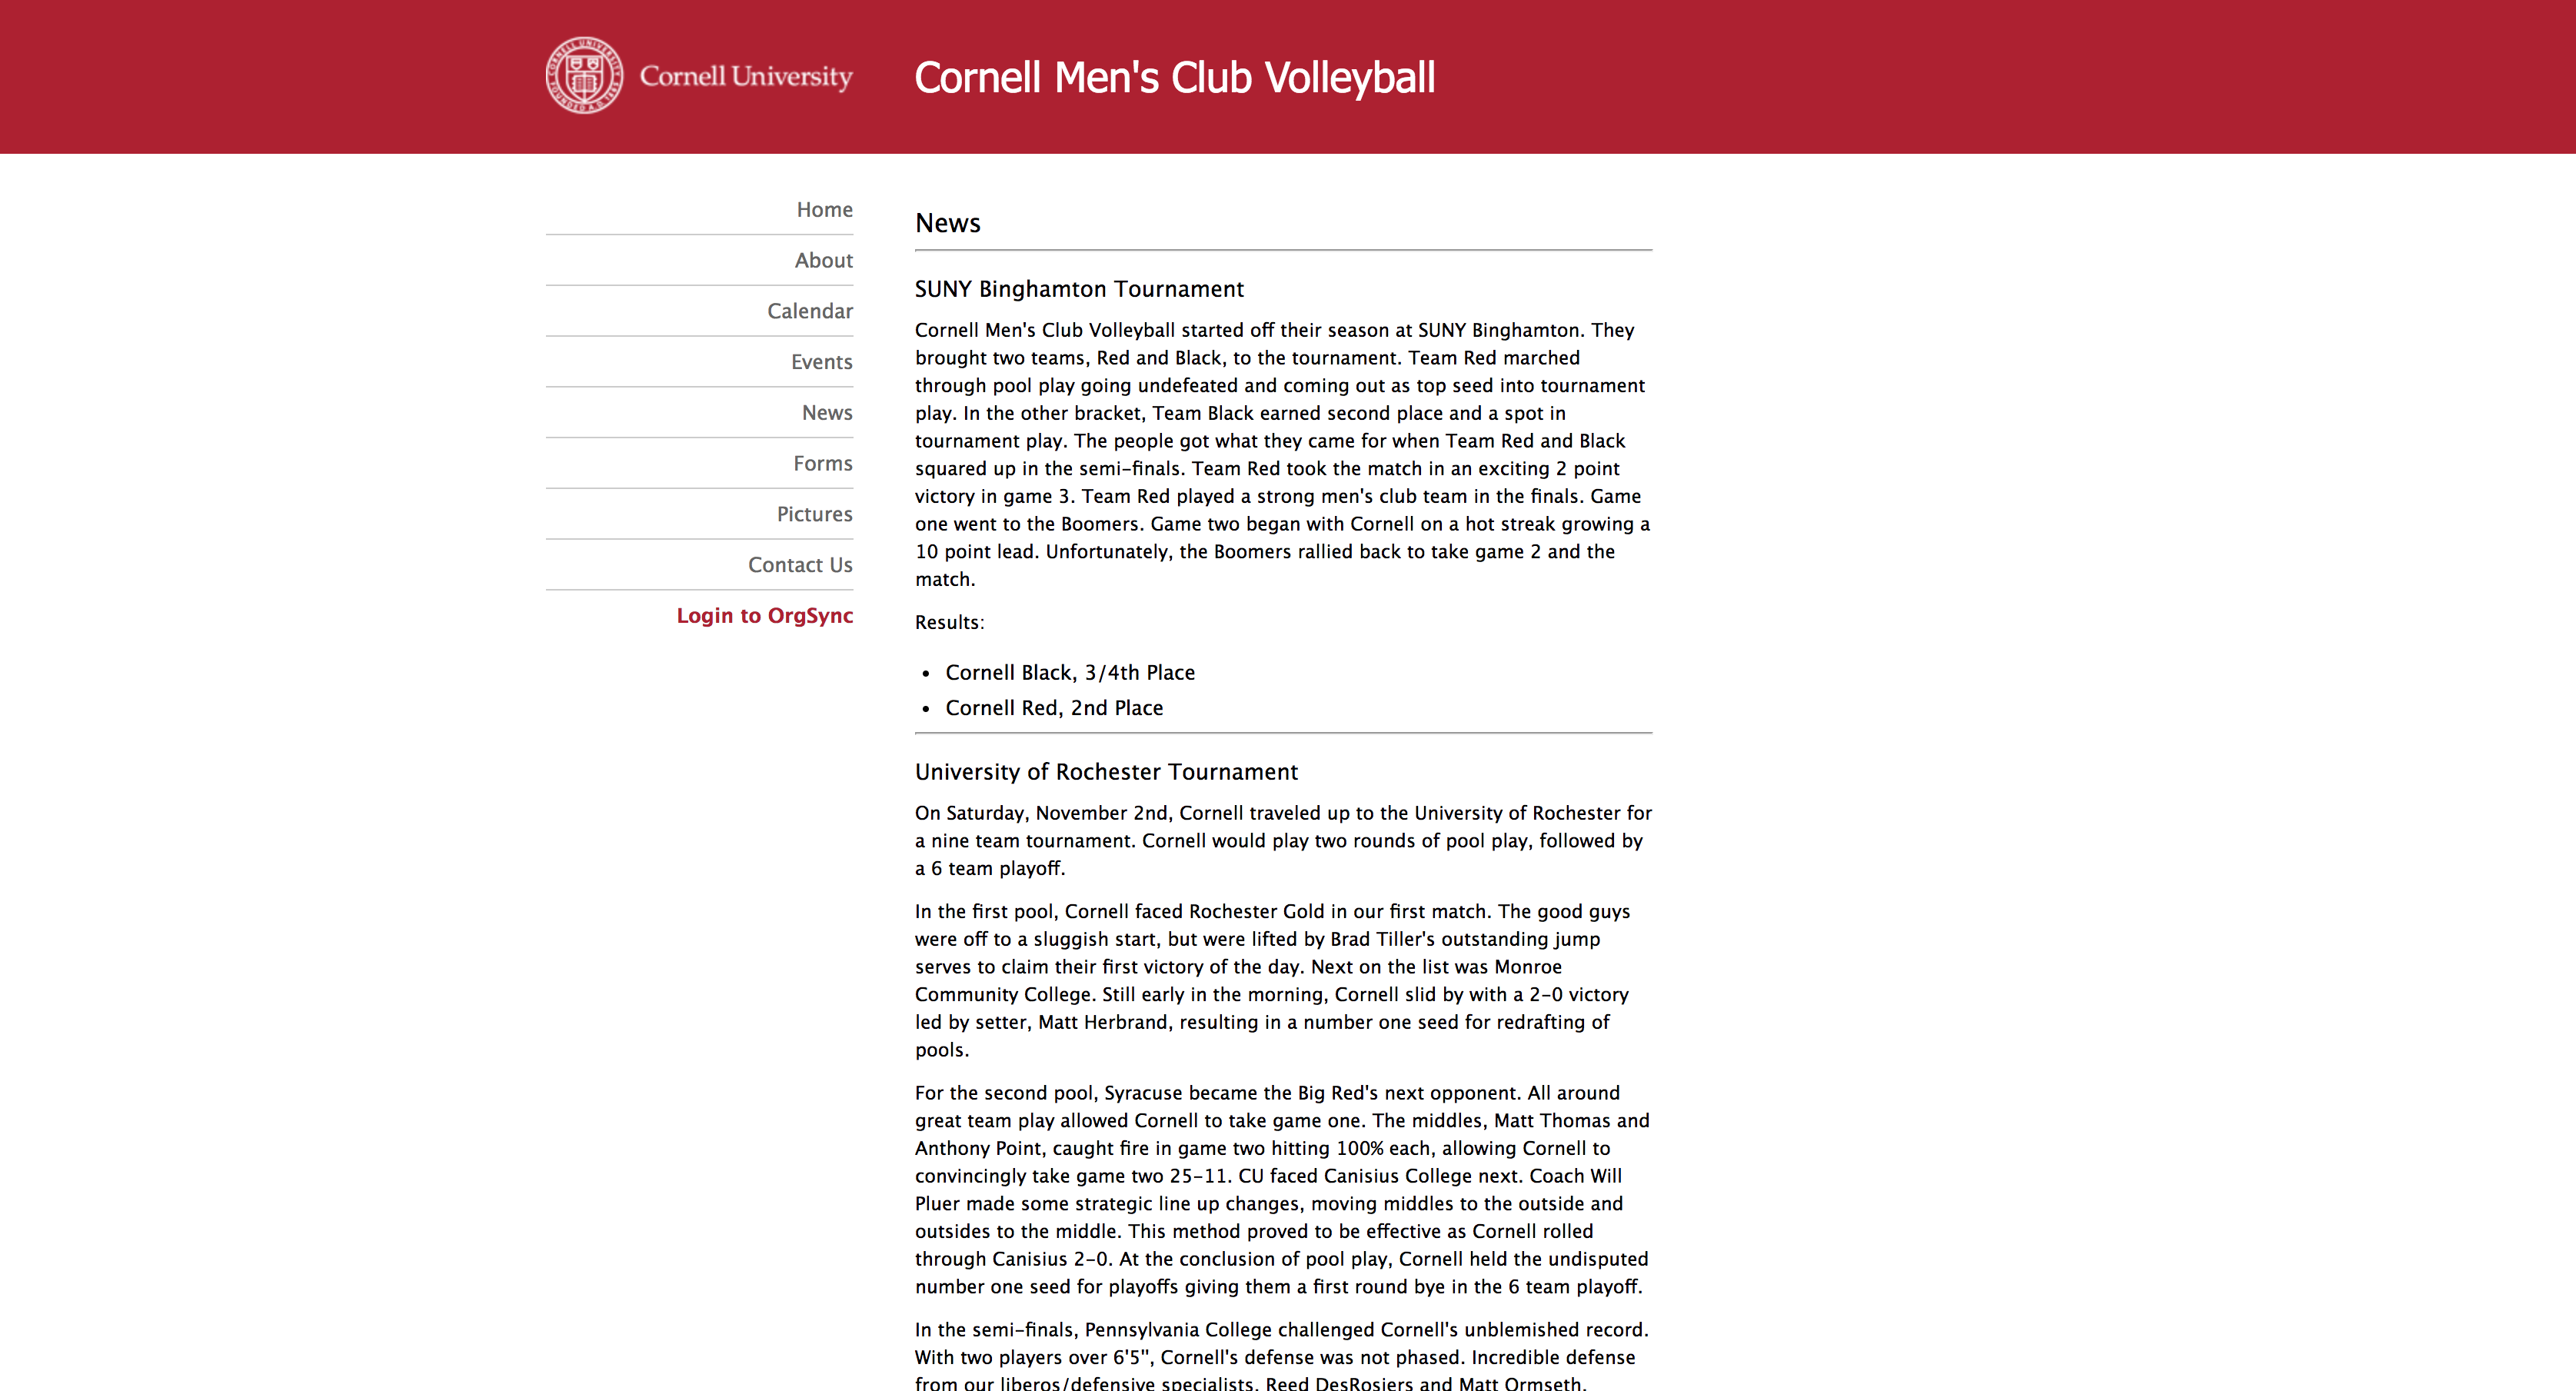 Cornell University
Cornell Men's Club Volleyball
Home
About
Calendar
Events
News
Forms
Pictures
Contact Us
Login to OrgSync
News
SUNY Binghamton Tournament
Cornell Men's Club Volleyball started off their season at SUNY Binghamton. They
brought two teams, Red and Black, to the tournament. Team Red marched
through pool play going undefeated and coming out as top seed into tournament
play. In the other bracket, Team Black earned second place and a spot in
tournament play. The people got what they came for when Team Red and Black
squared up in the semi-finals. Team Red took the match in an exciting 2 point
victory in game 3. Team Red played a strong men's club team in the finals. Game
one went to the Boomers. Game two began with Cornell on a hot streak growing a
10 point lead. Unfortunately, the Boomers rallied back to take game 2 and the
match.
Results:
• Cornell Black, 3/4th Place
• Cornell Red, 2nd Place
University of Rochester Tournament
On Saturday, November 2nd, Cornell traveled up to the University of Rochester for
a nine team tournament. Cornell would play two rounds of pool play, followed by
a 6 team playoff.
In the first pool, Cornell faced Rochester Gold in our first match. The good guys
were off to a sluggish start, but were lifted by Brad Tiller's outstanding jump
serves to claim their first victory of the day. Next on the list was Monroe
Community College. Still early in the morning, Cornell slid by with a 2-0 victory
led by setter, Matt Herbrand, resulting in a number one seed for redrafting of
pools.
For the second pool, Syracuse became the Big Red's next opponent. All around
great team play allowed Cornell to take game one. The middles, Matt Thomas and
Anthony Point, caught fire in game two hitting 100% each, allowing Cornell to
convincingly take game two 25-11. CU faced Canisius College next. Coach Will
Pluer made some strategic line up changes, moving middles to the outside and
outsides to the middle. This method proved to be effective as Cornell rolled
through Canisius 2-0. At the conclusion of pool play, Cornell held the undisputed
number one seed for playoffs giving them a first round bye in the 6 team playoff.
In the semi-finals, Pennsylvania College challenged Cornell's unblemished record.
With two players over 6'5", Cornell's defense was not phased. Incredible defense
from our liberos/defensive specialists, Reed DesRosiers and Matt Ormseth,